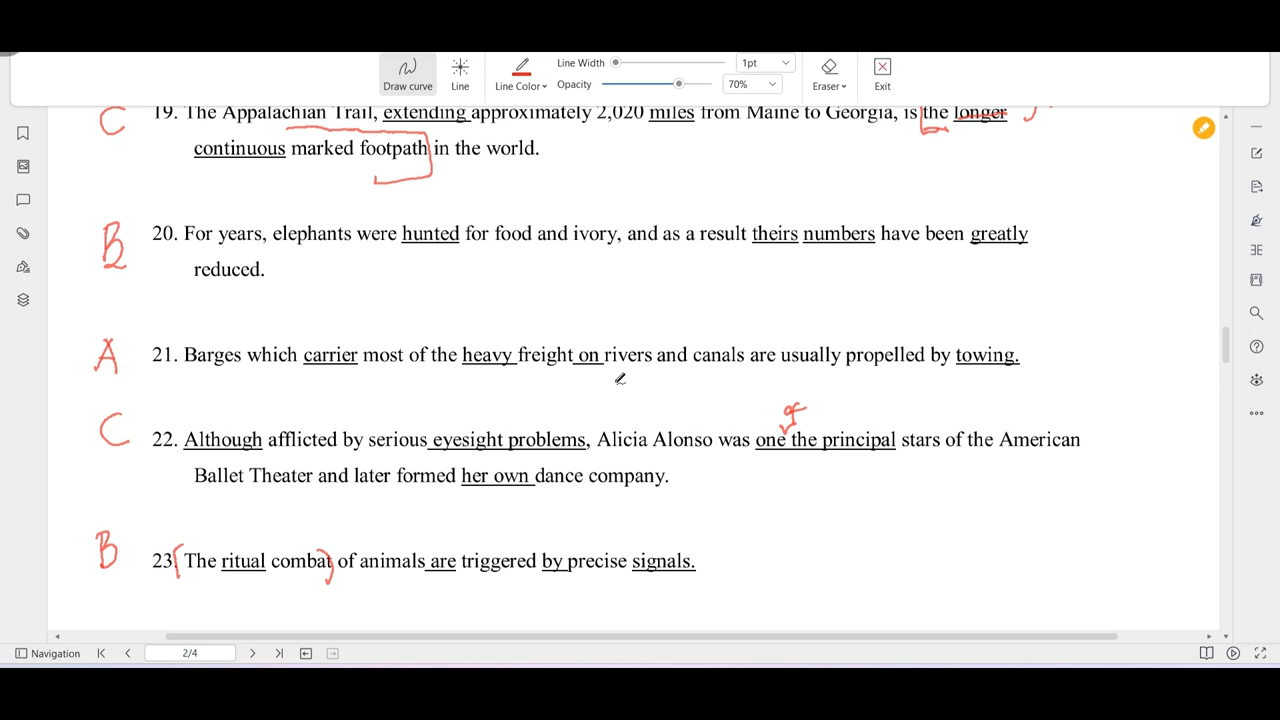 Line Width
1pt
Draw curve
Line
Line Color
Opacity
70%
Eraser
Exit
C 19. The Appalachian Trail, extending approximately 2,020 miles from Maine to Georgia, is the longer
continuous marked footpath in the world.
B 20. For years, elephants were hunted for food and ivory, and as a result theirs numbers have been greatly
reduced.
A 21. Barges which carrier most of the heavy freight on rivers and canals are usually propelled by towing.
of
C 22. Although afflicted by serious eyesight problems, Alicia Alonso was one the principal stars of the American
Ballet Theater and later formed her own dance company.
B 23. The ritual combat of animals are triggered by precise signals.
Navigation
2/4